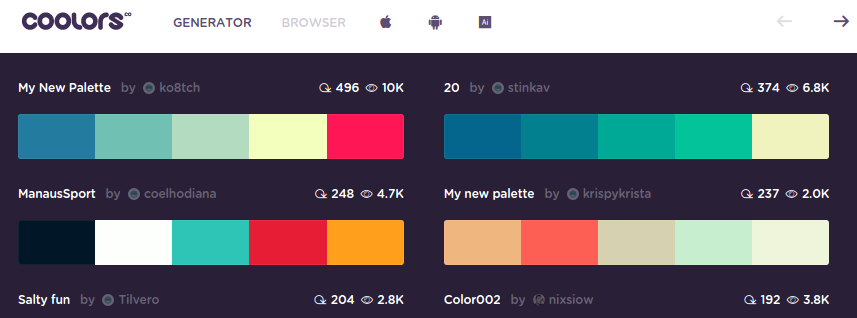 coolors co GENERATOR BROWSER Ai
My New Palette by ko8tch 496 10K
20 by stinkav 374 6.8K
ManausSport by coelhodiana 248 4.7K
My new palette by krispykrista 237 2.0K
Salty fun by Tilvero 204 2.8K
Color002 by nixsiow 192 3.8K